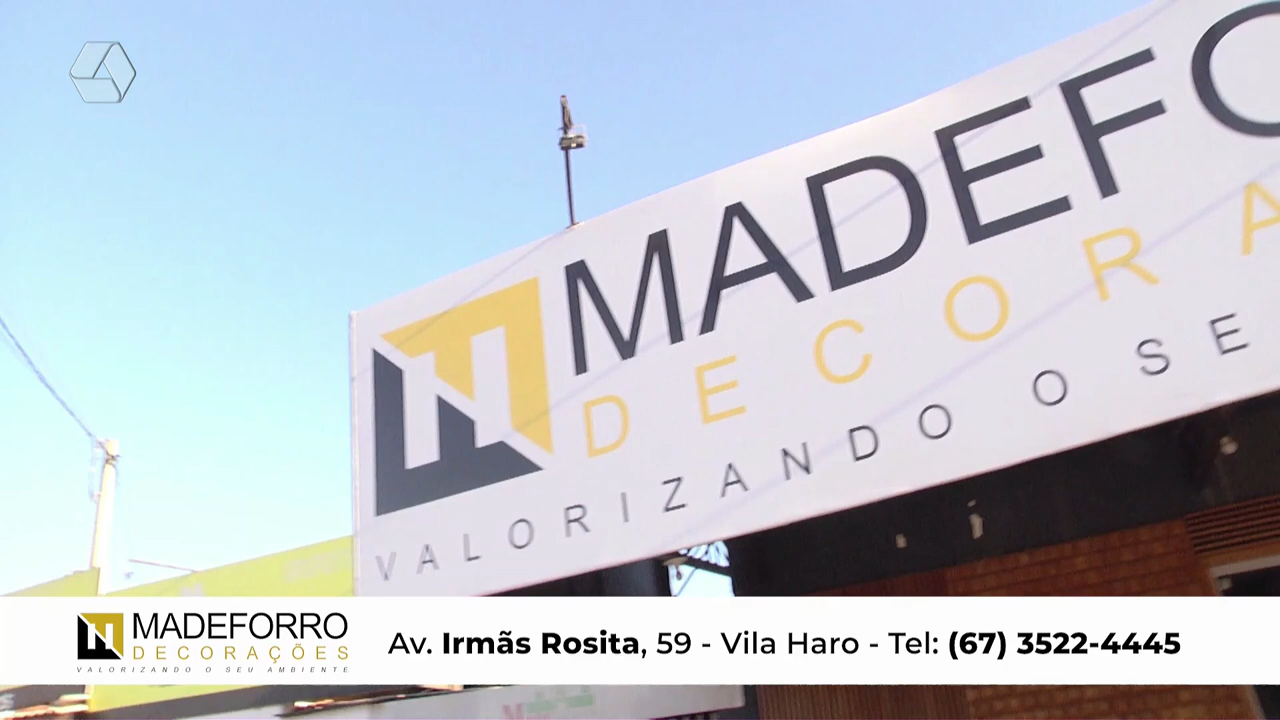 MADEFO
DECORA
VALORIZANDO O SE
MADEFORRO
DECORAÇÕES
VALORIZANDO O SEU AMBIENTE
Av. Irmãs Rosita, 59 - Vila Haro - Tel: (67) 3522-4445